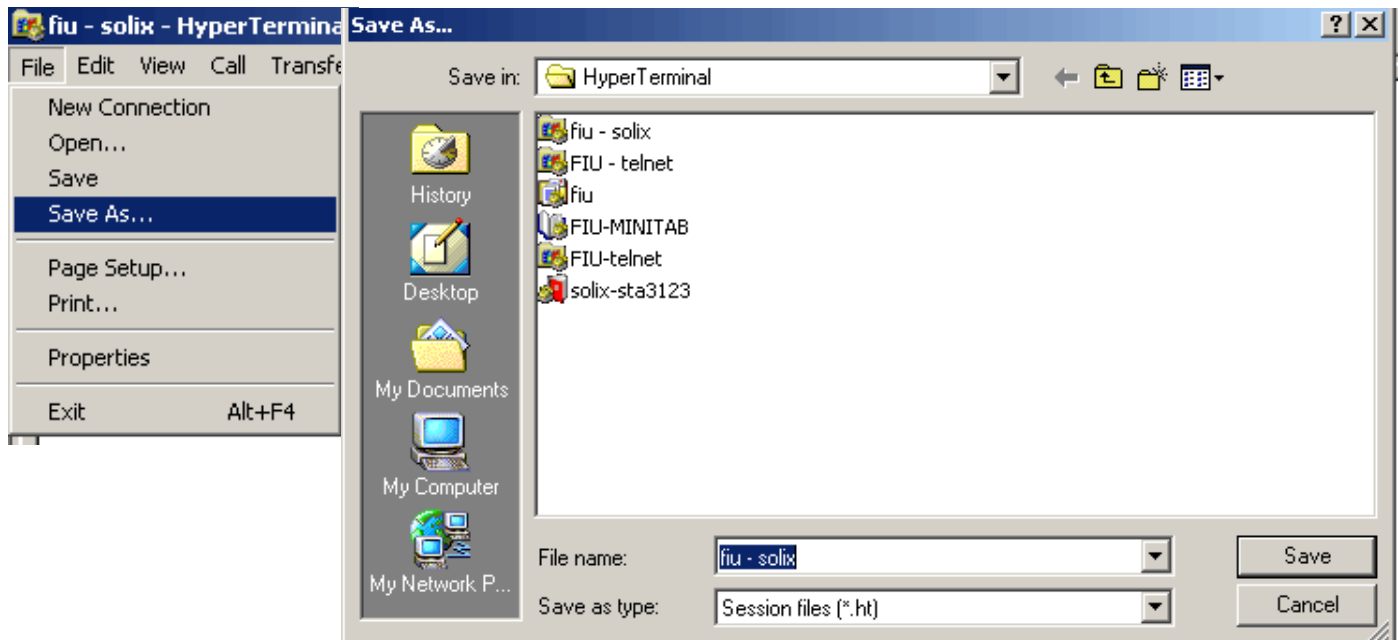 fiu - solix - HyperTermina
File Edit View Call Transfe
New Connection
Open...
Save
Save As...
Page Setup...
Print...
Properties
Exit Alt+F4
Save As...
Save in: HyperTerminal
History
Desktop
My Documents
My Computer
My Network P...
fiu - solix
FIU - telnet
fiu
FIU-MINITAB
FIU-telnet
solix-sta3123
File name: fiu - solix Save
Save as type: Session files (*.ht) Cancel